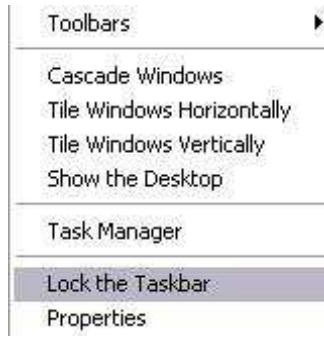 Toolbars
Cascade Windows
Tile Windows Horizontally
Tile Windows Vertically
Show the Desktop
Task Manager
Lock the Taskbar
Properties